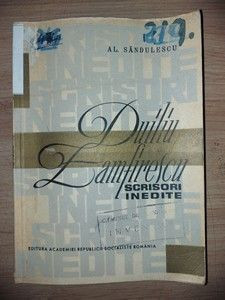 219.
AL. SĂNDULESCU
Duiliu
Zamfirescu
SCRISORI
INEDITE
EDITURA ACADEMIEI REPUBLICII SOCIALISTE ROMÂNIA